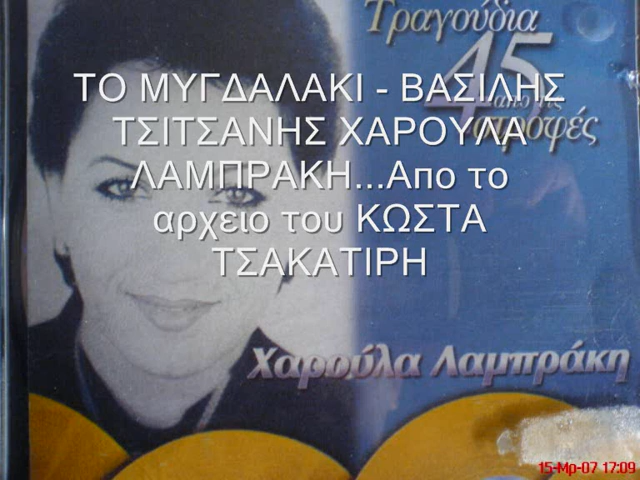 Τραγούδια
45
από τις
στροφές
ΤΟ ΜΥΓΔΑΛΑΚΙ - ΒΑΣΙΛΗΣ
ΤΣΙΤΣΑΝΗΣ ΧΑΡΟΥΛΑ
ΛΑΜΠΡΑΚΗ...Απο το
αρχειο του ΚΩΣΤΑ
ΤΣΑΚΑΤΙΡΗ
Χαρούλα Λαμπράκη
15-Μρ-07 17:09